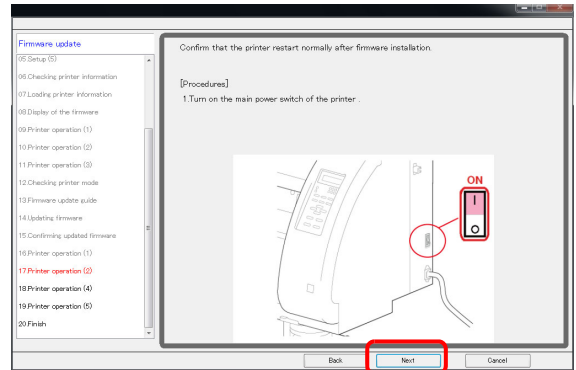 Firmware update
05.Setup (5)
06.Checking printer information
07.Loading printer information
08.Display of the firmware
09.Printer operation (1)
10.Printer operation (2)
11.Printer operation (3)
12.Checking printer mode
13.Firmware update guide
14.Updating firmware
15.Confirming updated firmware
16.Printer operation (1)
17.Printer operation (2)
18.Printer operation (4)
19.Printer operation (5)
20.Finish
Confirm that the printer restart normally after firmware installation.
[Procedures]
1.Turn on the main power switch of the printer .
ON
Back
Next
Cancel